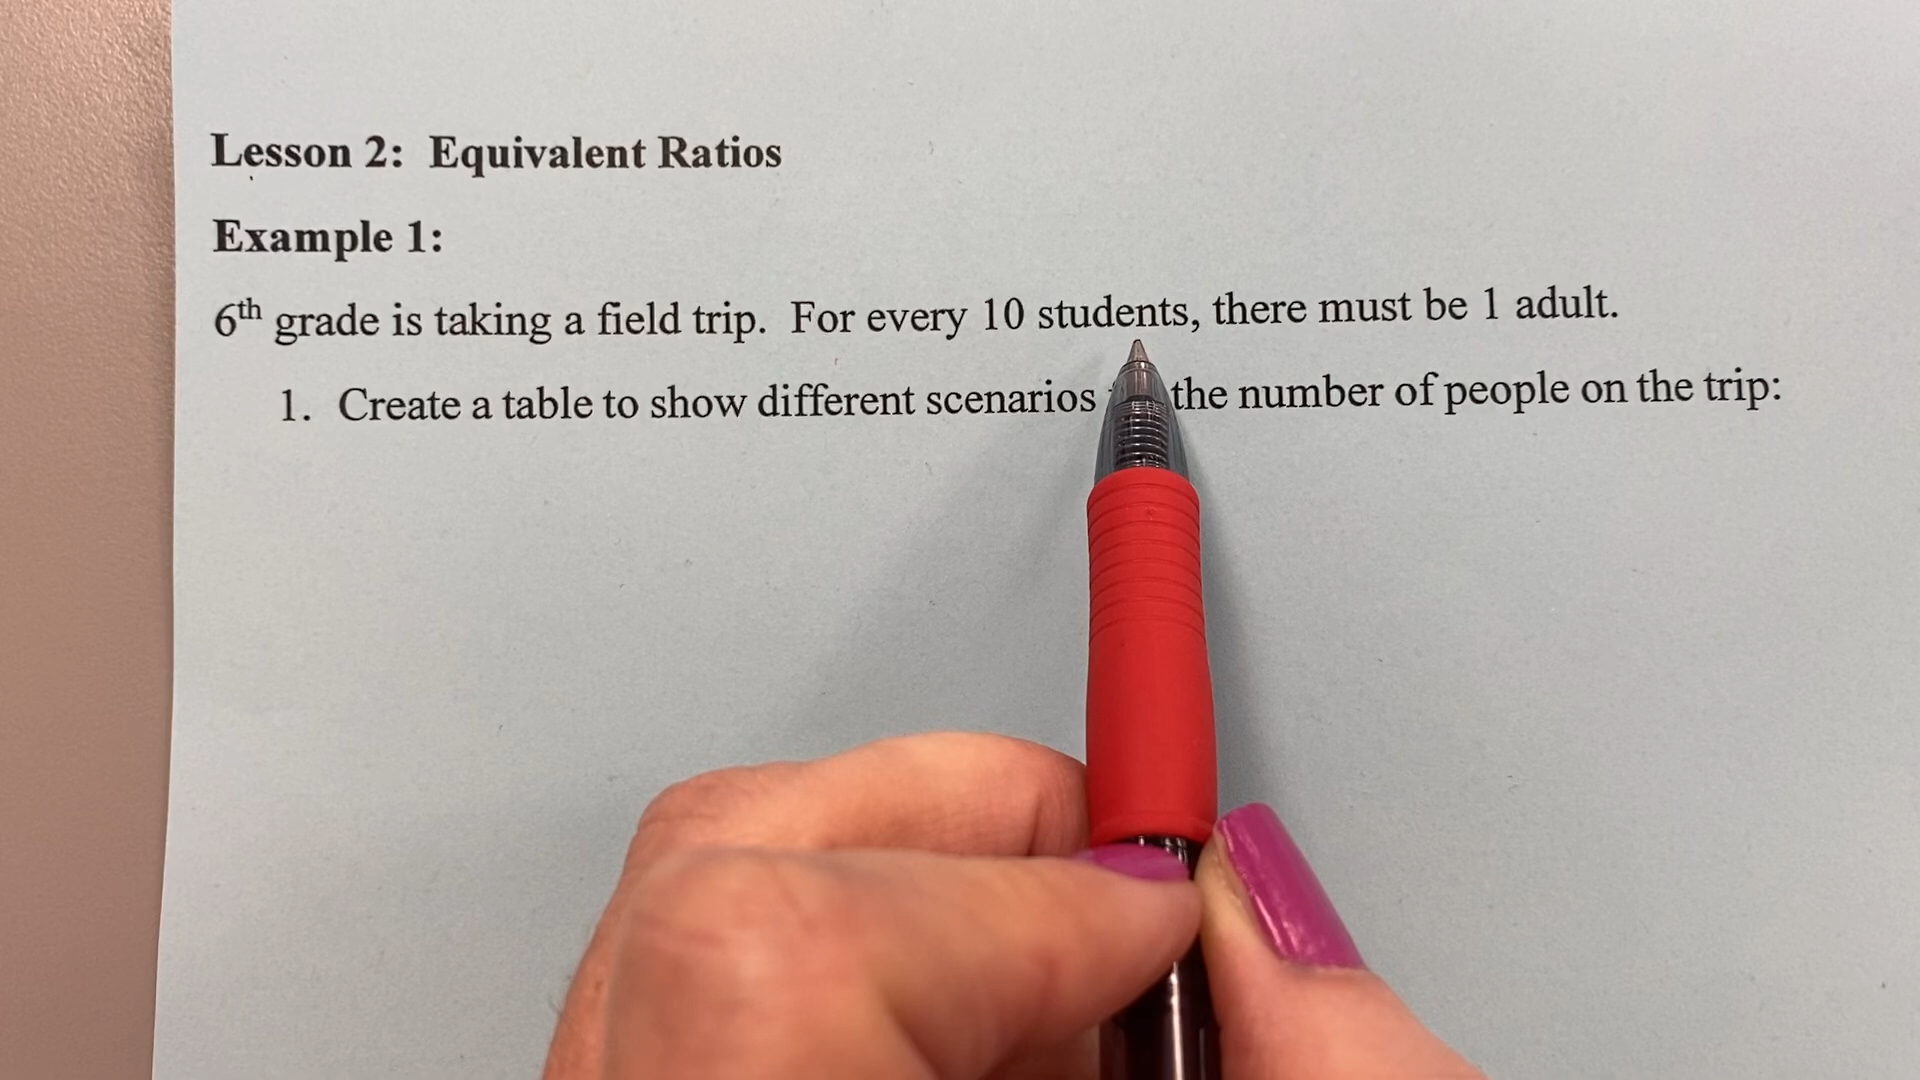 Lesson 2: Equivalent Ratios
Example 1:
6th grade is taking a field trip. For every 10 students, there must be 1 adult.
1. Create a table to show different scenarios the number of people on the trip: